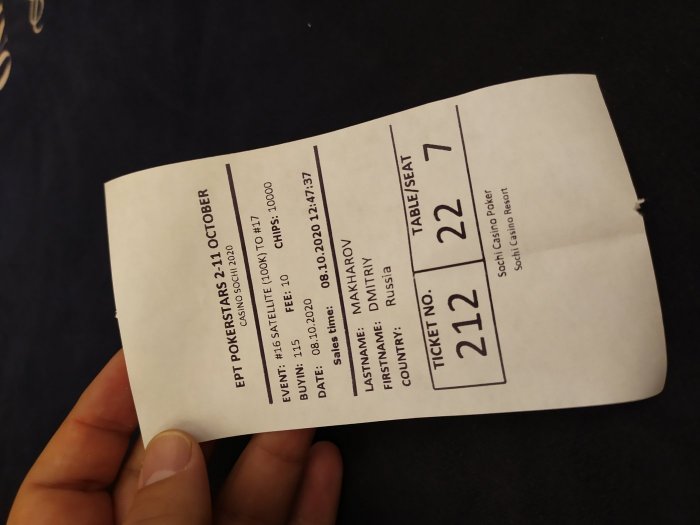 EPT POKERSTARS 2-11 OCTOBER
CASINO SOCHI 2020
EVENT: #16 SATELLITE (100K) TO #17
BUYIN: 115 FEE: 10 CHIPS: 10000
DATE: 08.10.2020
Sales time: 08.10.2020 12:47:37
LASTNAME: MAKHAROV
FIRSTNAME: DMITRIY
COUNTRY: Russia
TICKET NO. TABLE/SEAT
212 22 7
Sochi Casino Poker
Sochi Casino Resort